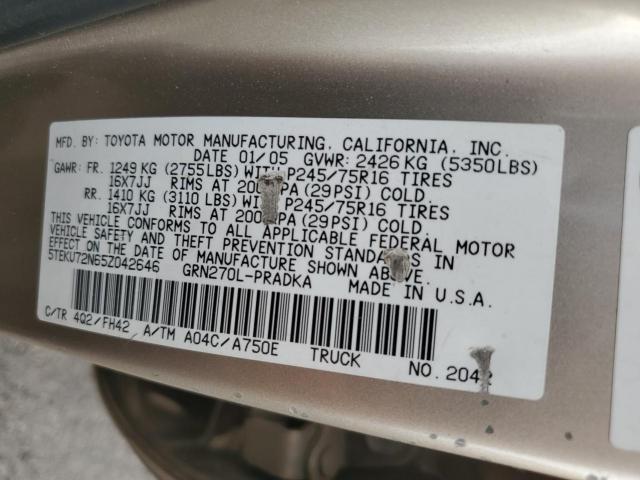 MFD. BY: TOYOTA MOTOR MANUFACTURING, CALIFORNIA, INC.
DATE 01/05 GVWR: 2426 KG (5350LBS)
GAWR: FR. 1249 KG (2755LBS) WITH P245/75R16 TIRES
16X7JJ RIMS AT (29PSI) COLD.
RR. 1410 KG (3110 LBS) P245/75R16 TIRES
16X7JJ RIMS AT (29PSI) COLD.
THIS VEHICLE CONFORMS TO ALL APPLICABLE FEDERAL MOTOR
VEHICLE SAFETY AND THEFT PREVENTION STANDARDS IN
EFFECT ON THE DATE OF MANUFACTURE SHOWN ABOVE.
5TEKU72N65Z042646 GRN270L-PRADKA MADE IN U.S.A.
C/TR 4Q2/FH42 A/TM A04C/A750E TRUCK NO.